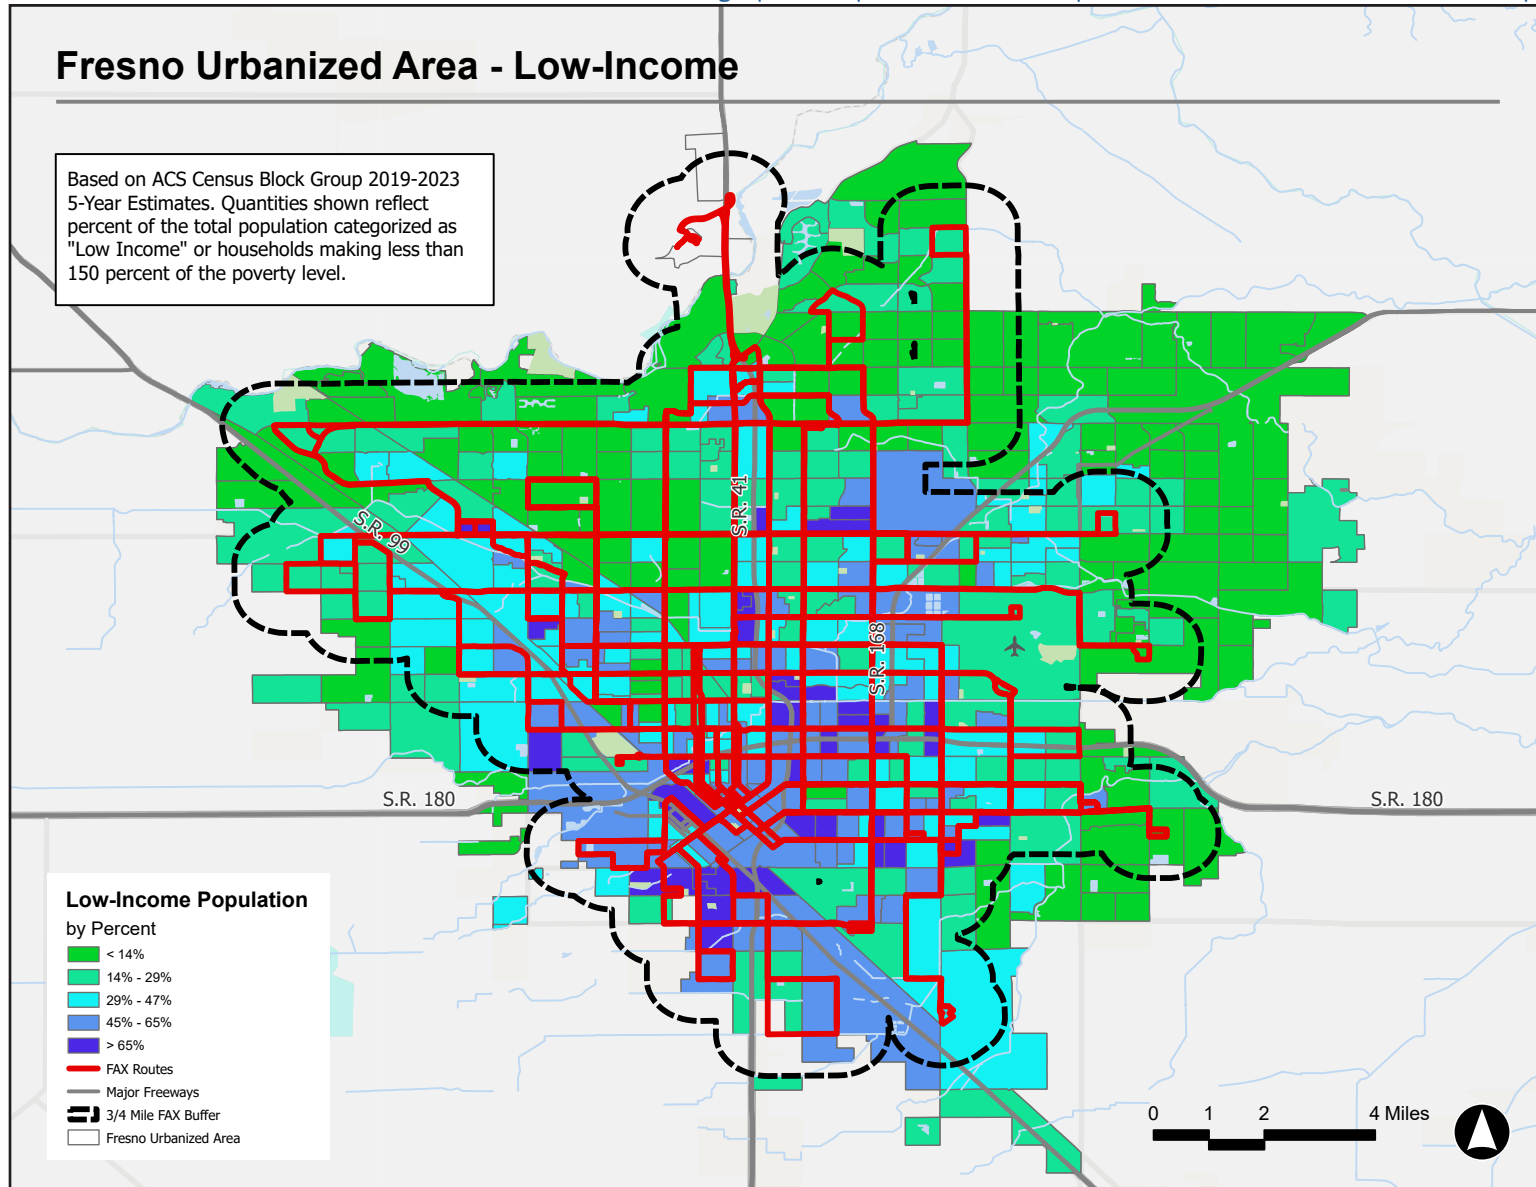 Fresno Urbanized Area - Low-Income
Based on ACS Census Block Group 2019-2023
5-Year Estimates. Quantities shown reflect
percent of the total population categorized as
"Low Income" or households making less than
150 percent of the poverty level.
S.R. 41
S.R. 99
S.R. 168
S.R. 180
S.R. 180
Low-Income Population
by Percent
< 14%
14% - 29%
29% - 47%
45% - 65%
> 65%
FAX Routes
Major Freeways
3/4 Mile FAX Buffer
Fresno Urbanized Area
0 1 2 4 Miles